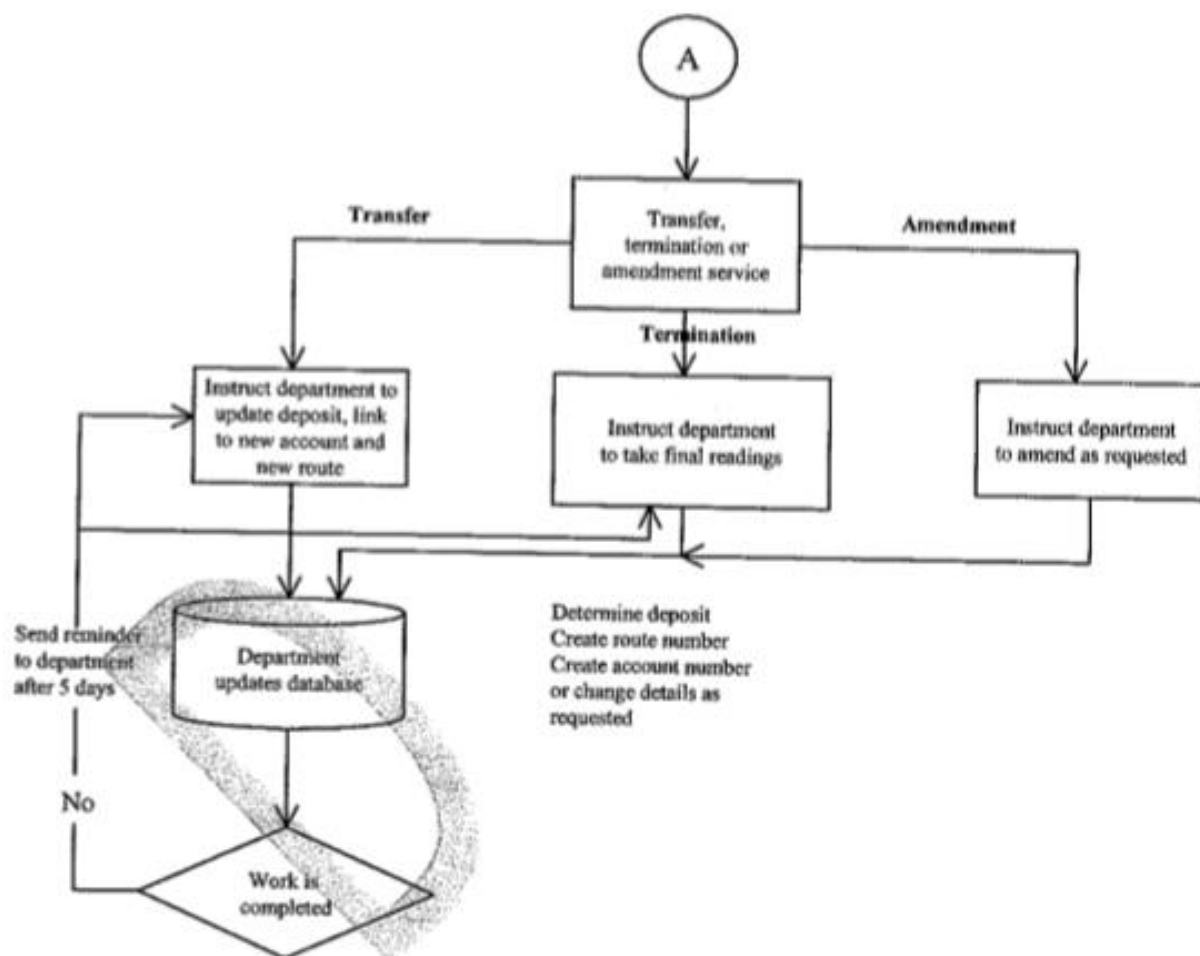 A
Transfer
Transfer,
termination or
amendment service
Amendment
Termination
Instruct department to
update deposit, link
to new account and
new route
Instruct department
to take final readings
Instruct department
to amend as requested
Send reminder
to department
after 5 days
Department
updates database
Determine deposit
Create route number
Create account number
or change details as
requested
No
Work is
completed